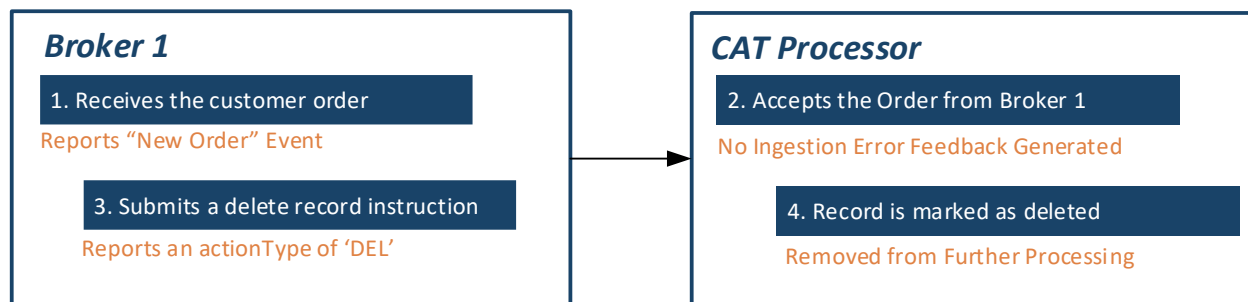 Broker 1
1. Receives the customer order
Reports “New Order” Event
3. Submits a delete record instruction
Reports an actionType of ‘DEL’
CAT Processor
2. Accepts the Order from Broker 1
No Ingestion Error Feedback Generated
4. Record is marked as deleted
Removed from Further Processing